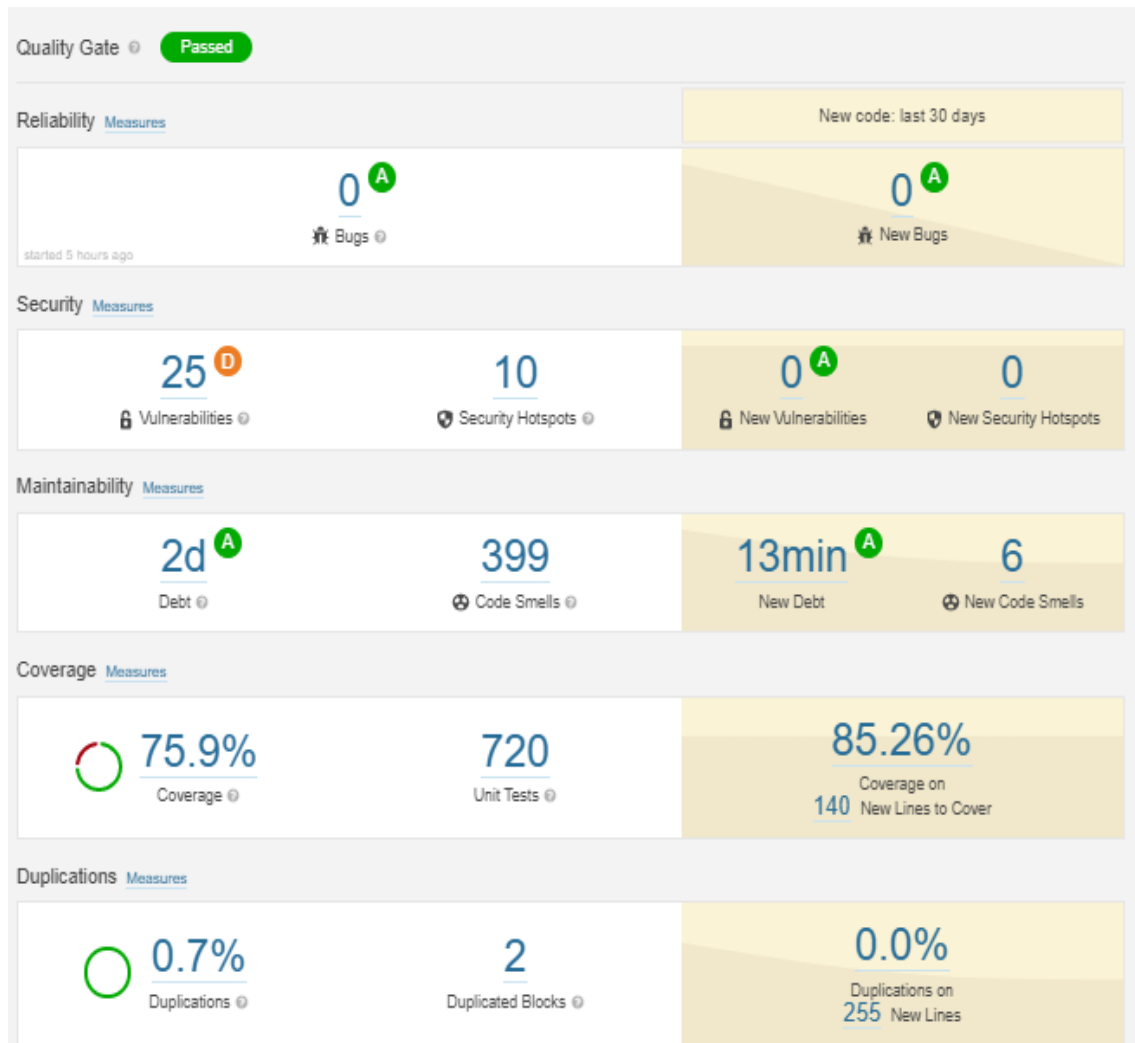 Quality Gate Passed
Reliability Measures
New code: last 30 days
0 A
Bugs
started 5 hours ago
0 A
New Bugs
Security Measures
25 D
Vulnerabilities
10
Security Hotspots
0 A
New Vulnerabilities
0
New Security Hotspots
Maintainability Measures
2d A
Debt
399
Code Smells
13min A
New Debt
6
New Code Smells
Coverage Measures
75.9%
Coverage
720
Unit Tests
85.26%
Coverage on
140 New Lines to Cover
Duplications Measures
0.7%
Duplications
2
Duplicated Blocks
0.0%
Duplications on
255 New Lines